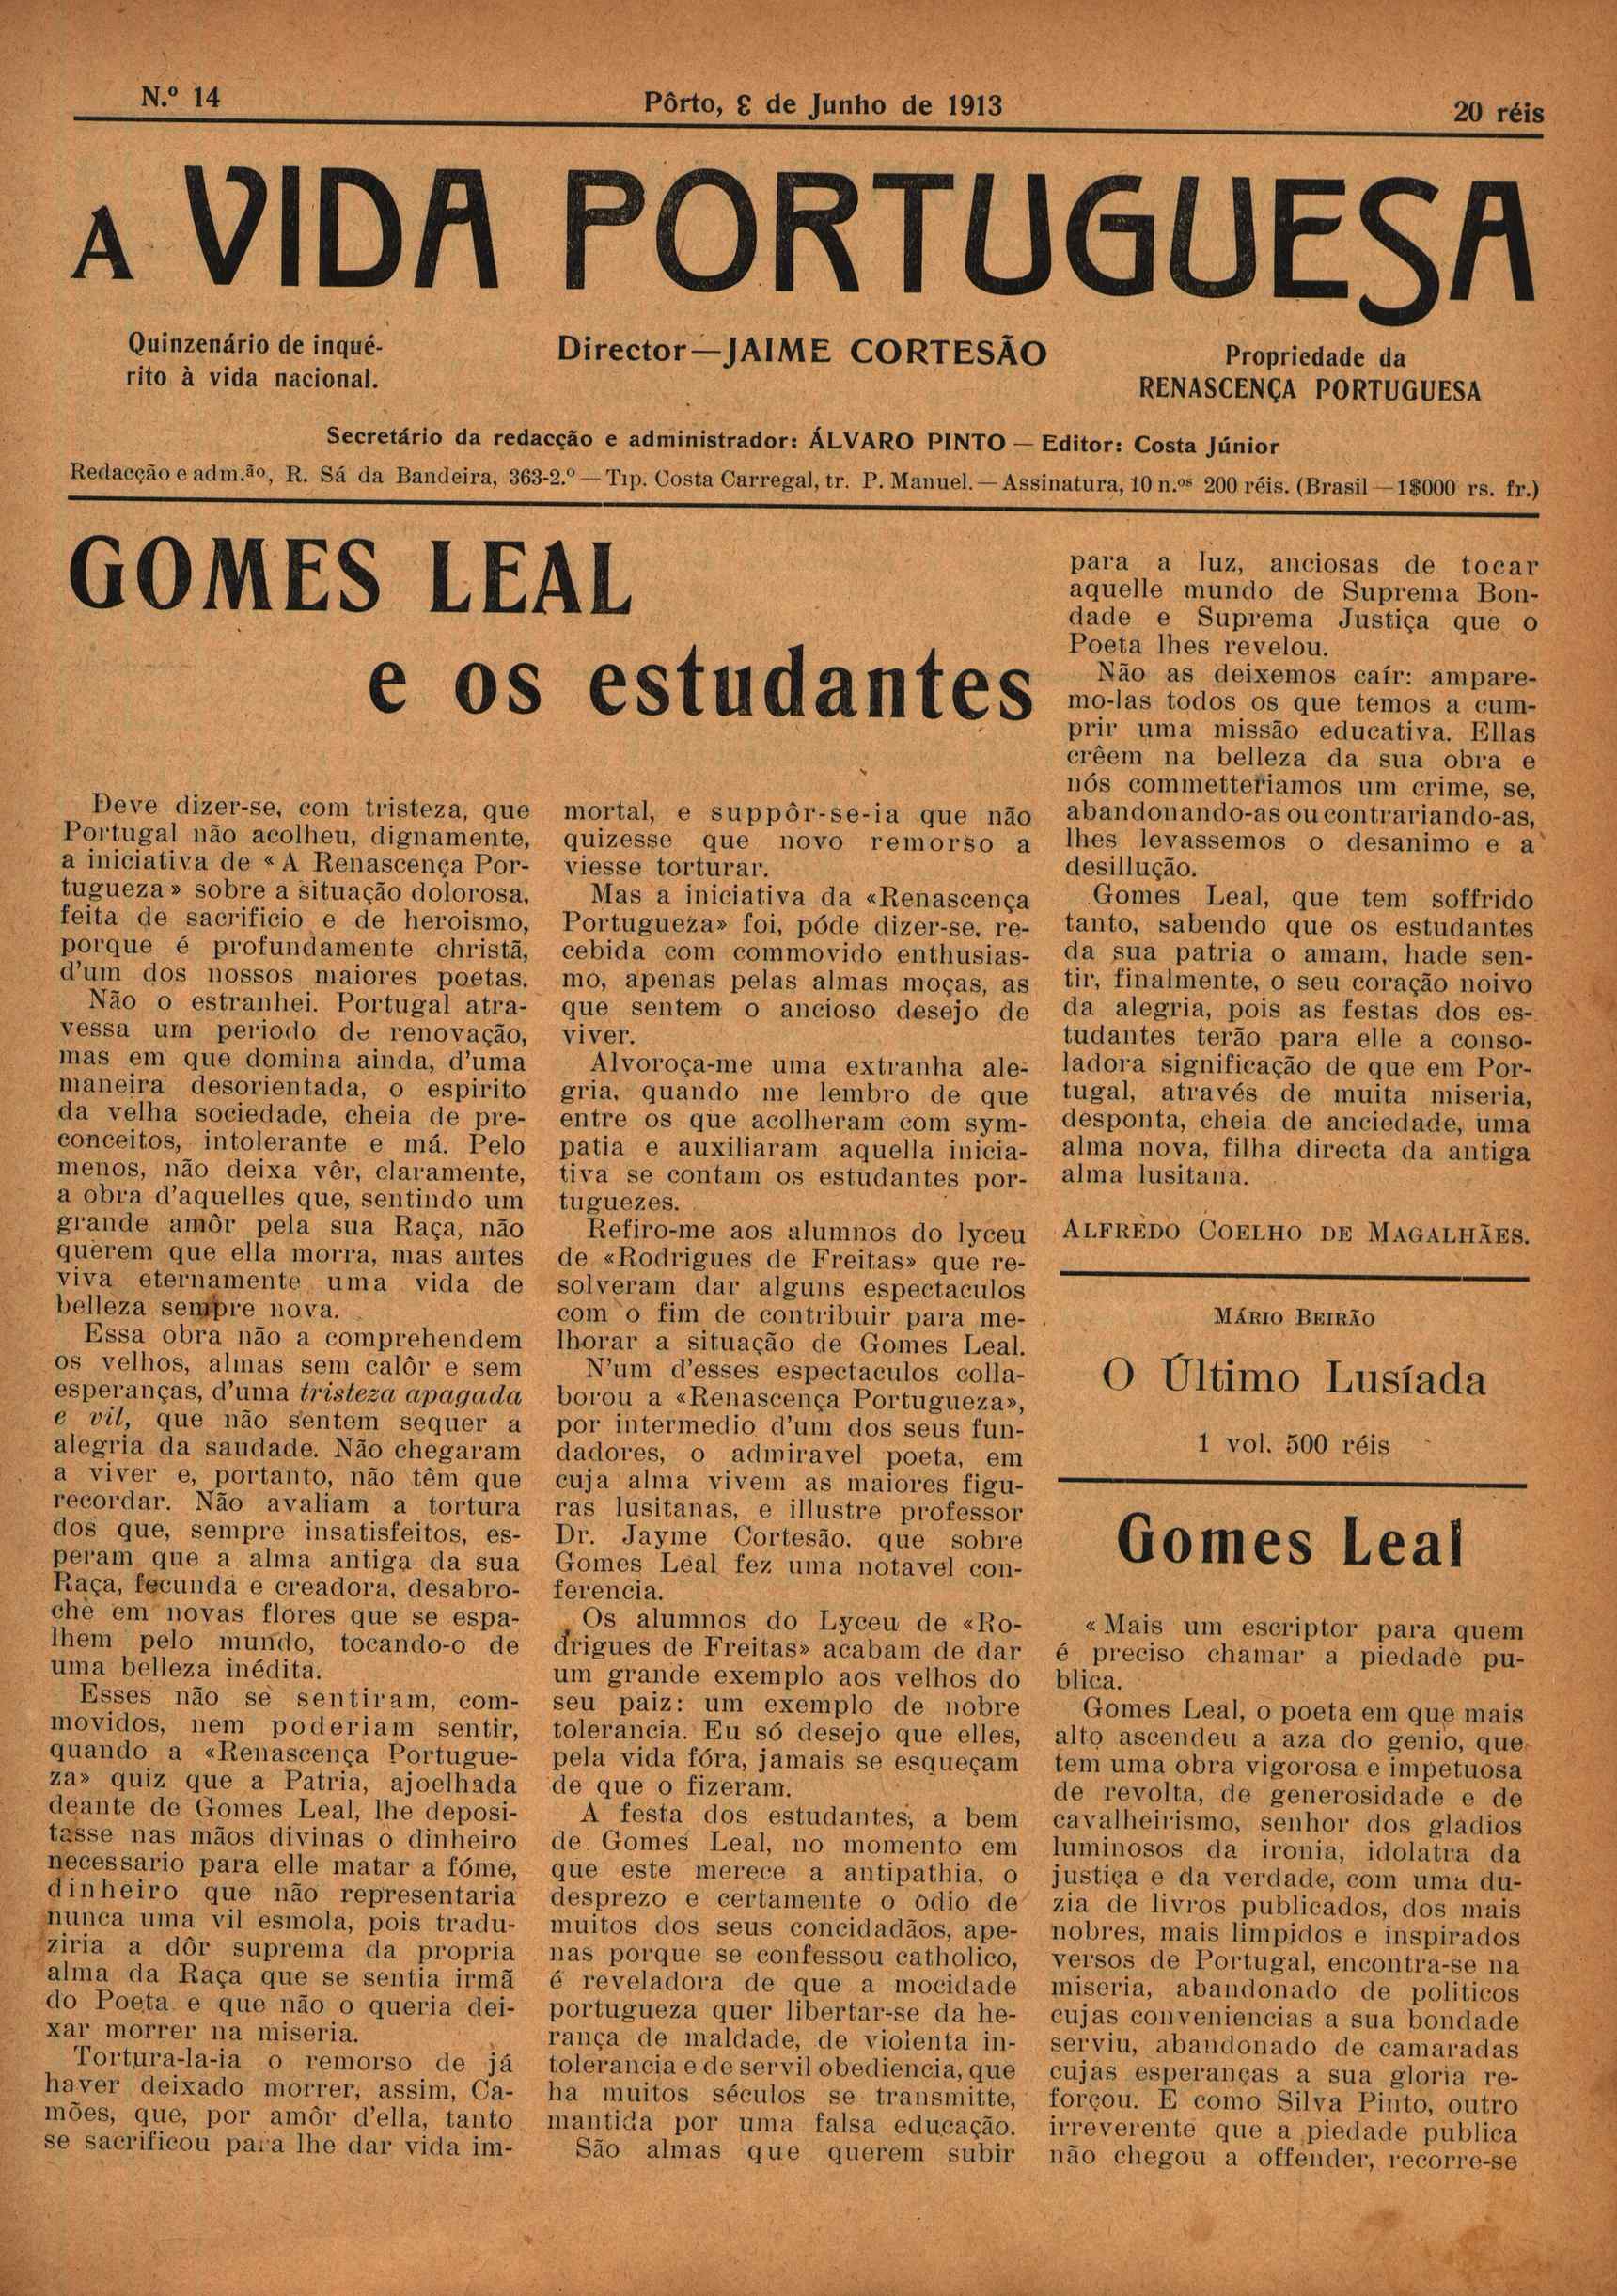 N.º 14
Pôrto, 8 de Junho de 1913
20 réis
A VIDA PORTUGUESA
Quinzenário de inqué-
rito à vida nacional.
Director—JAIME CORTESÃO
Propriedade da
RENASCENÇA PORTUGUESA
Secretário da redacção e administrador: ÁLVARO PINTO — Editor: Costa Júnior
Redacção e adm.ão, R. Sá da Bandeira, 363-2.º — Tip. Costa Carregal, tr. P. Manuel. — Assinatura, 10 n.os 200 réis. (Brasil — 1$000 rs. fr.)
GOMES LEAL
e os estudantes
Deve dizer-se, com tristeza, que
Portugal não acolheu, dignamente,
a iniciativa de «A Renascença Por-
tugueza» sobre a situação dolorosa,
feita de sacrificio e de heroismo,
porque é profundamente christã,
d'um dos nossos maiores poetas.
Não o estranhei. Portugal atra-
vessa um periodo de renovação,
mas em que domina ainda, d'uma
maneira desorientada, o espirito
da velha sociedade, cheia de pre-
conceitos, intolerante e má. Pelo
menos, não deixa vêr, claramente,
a obra d'aquelles que, sentindo um
grande amôr pela sua Raça, não
querem que ella morra, mas antes
viva eternamente uma vida de
belleza sempre nova.
Essa obra não a comprehendem
os velhos, almas sem calôr e sem
esperanças, d'uma tristeza apagada
e vil, que não sentem sequer a
alegria da saudade. Não chegaram
a viver e, portanto, não têm que
recordar. Não avaliam a tortura
dos que, sempre insatisfeitos, es-
peram que a alma antiga da sua
Raça, fecunda e creadora, desabro-
che em novas flores que se espa-
lhem pelo mundo, tocando-o de
uma belleza inédita.
Esses não se sentiram, com-
movidos, nem poderiam sentir,
quando a «Renascença Portugue-
za» quiz que a Patria, ajoelhada
deante de Gomes Leal, lhe deposi-
tasse nas mãos divinas o dinheiro
necessario para elle matar a fóme,
dinheiro que não representaria
nunca uma vil esmola, pois tradu-
ziria a dôr suprema da propria
alma da Raça que se sentia irmã
do Poeta e que não o queria dei-
xar morrer na miseria.
Tortura-la-ia o remorso de já
haver deixado morrer, assim, Ca-
mões, que, por amôr d'ella, tanto
se sacrificou para lhe dar vida im-
mortal, e suppôr-se-ia que não
quizesse que novo remorso a
viesse torturar.
Mas a iniciativa da «Renascença
Portugueza» foi, póde dizer-se, re-
cebida com commovido enthusias-
mo, apenas pelas almas moças, as
que sentem o ancioso desejo de
viver.
Alvoroça-me uma extranha ale-
gria, quando me lembro de que
entre os que acolheram com sym-
patia e auxiliaram aquella inicia-
tiva se contam os estudantes por-
tuguezes.
Refiro-me aos alumnos do lyceu
de «Rodrigues de Freitas» que re-
solveram dar alguns espectaculos
com o fim de contribuir para me-
lhorar a situação de Gomes Leal.
N'um d'esses espectaculos colla-
borou a «Renascença Portugueza»,
por intermedio d'um dos seus fun-
dadores, o admiravel poeta, em
cuja alma vivem as maiores figu-
ras lusitanas, e illustre professor
Dr. Jayme Cortesão. que sobre
Gomes Leal fez uma notavel con-
ferencia.
Os alumnos do Lyceu de «Ro-
drigues de Freitas» acabam de dar
um grande exemplo aos velhos do
seu paiz: um exemplo de nobre
tolerancia. Eu só desejo que elles,
pela vida fóra, jamais se esqueçam
de que o fizeram.
A festa dos estudantes, a bem
de Gomes Leal, no momento em
que este merece a antipathia, o
desprezo e certamente o odio de
muitos dos seus concidadãos, ape-
nas porque se confessou catholico,
é reveladora de que a mocidade
portugueza quer libertar-se da he-
rança de maldade, de violenta in-
tolerancia e de servil obediencia, que
ha muitos séculos se transmitte,
mantida por uma falsa educação.
São almas que querem subir
para a luz, anciosas de tocar
aquelle mundo de Suprema Bon-
dade e Suprema Justiça que o
Poeta lhes revelou.
Não as deixemos caír: ampare-
mo-las todos os que temos a cum-
prir uma missão educativa. Ellas
crêem na belleza da sua obra e
nós commetteriamos um crime, se,
abandonando-as ou contrariando-as,
lhes levassemos o desanimo e a
desillução.
Gomes Leal, que tem soffrido
tanto, sabendo que os estudantes
da sua patria o amam, hade sen-
tir, finalmente, o seu coração noivo
da alegria, pois as festas dos es-
tudantes terão para elle a conso-
ladora significação de que em Por-
tugal, através de muita miseria,
desponta, cheia de anciedade, uma
alma nova, filha directa da antiga
alma lusitana.
ALFREDO COELHO DE MAGALHÃES.
MÁRIO BEIRÃO
O Último Lusíada
1 vol. 500 réis
Gomes Leal
«Mais um escriptor para quem
é preciso chamar a piedade pu-
blica.
Gomes Leal, o poeta em que mais
alto ascendeu a aza do genio, que
tem uma obra vigorosa e impetuosa
de revolta, de generosidade e de
cavalheirismo, senhor dos gladios
luminosos da ironia, idolatra da
justiça e da verdade, com uma du-
zia de livros publicados, dos mais
nobres, mais limpidos e inspirados
versos de Portugal, encontra-se na
miseria, abandonado de politicos
cujas conveniencias a sua bondade
serviu, abandonado de camaradas
cujas esperanças a sua gloria re-
forçou. E como Silva Pinto, outro
irreverente que a piedade publica
não chegou a offender, recorre-se